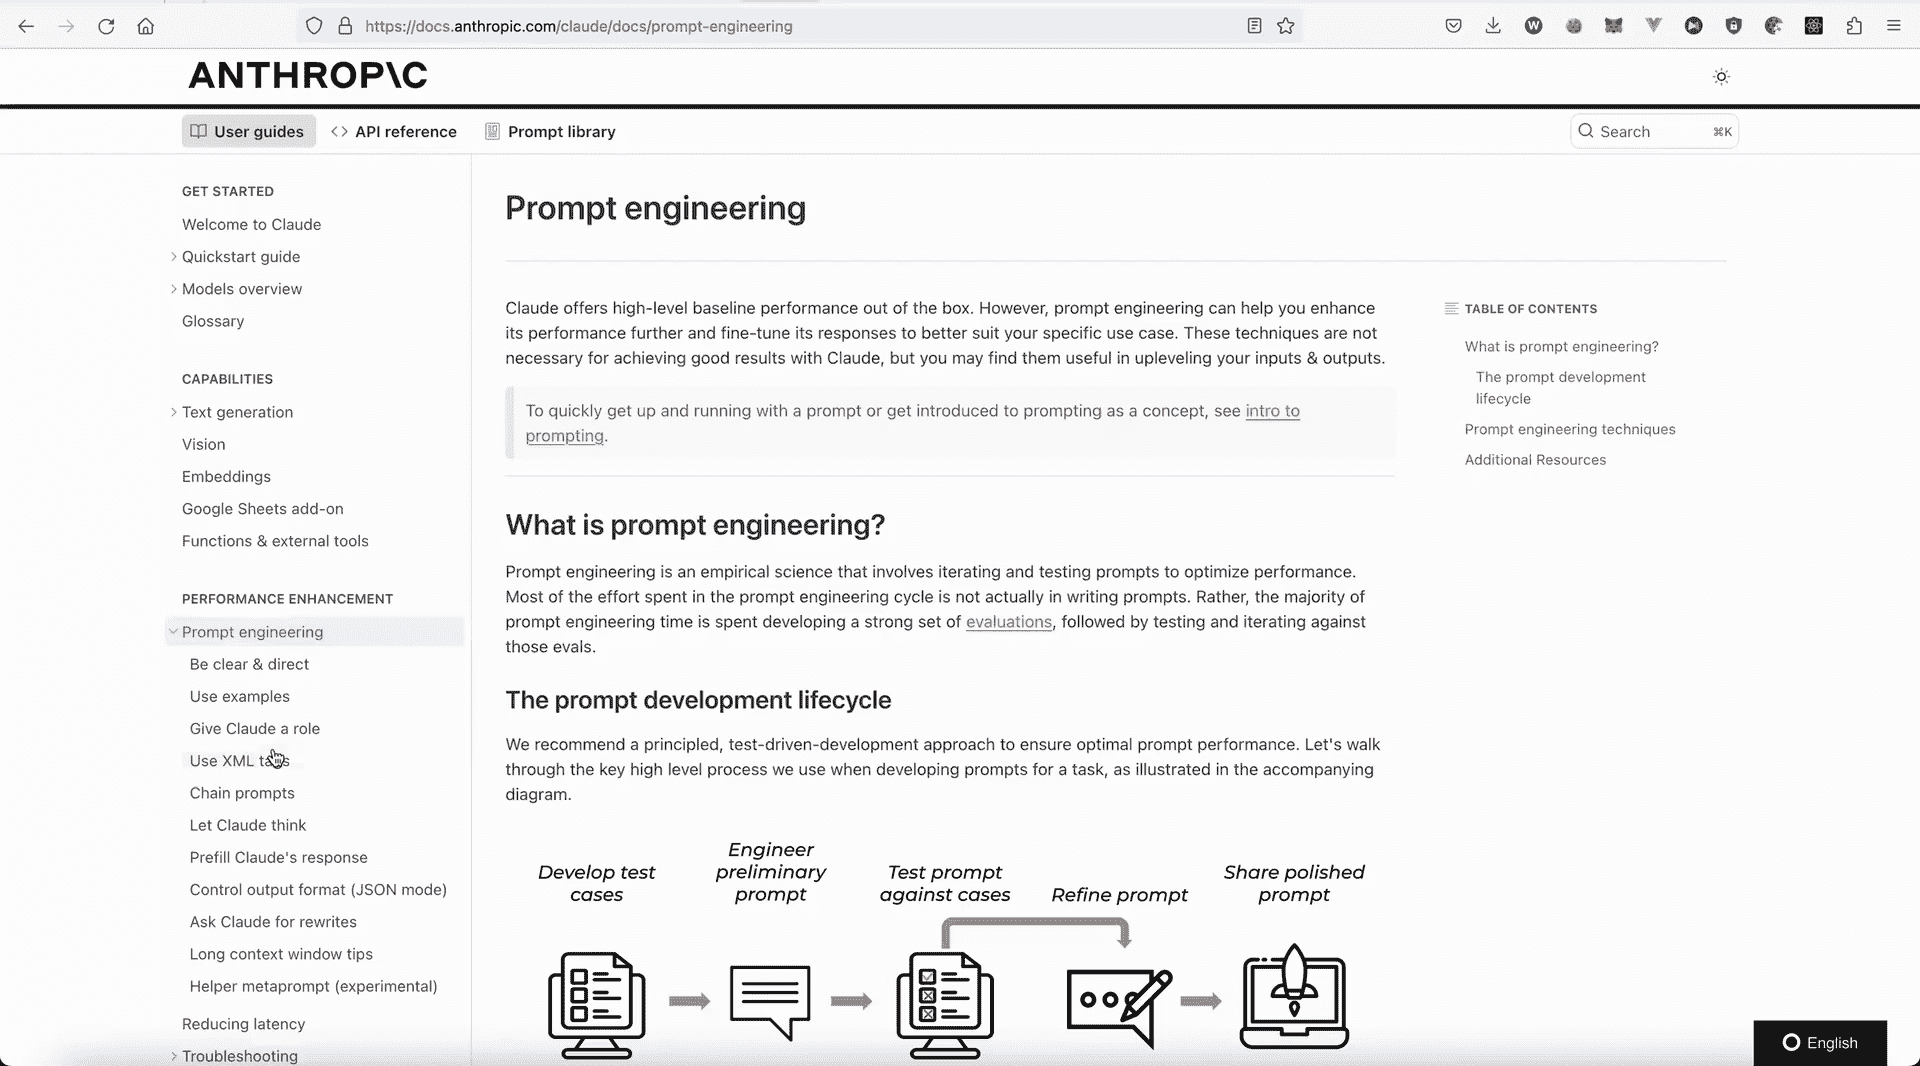 https://docs.anthropic.com/claude/docs/prompt-engineering
ANTHROP\C
User guides
API reference
Prompt library
Search
⌘K
GET STARTED
Welcome to Claude
Quickstart guide
Models overview
Glossary
CAPABILITIES
Text generation
Vision
Embeddings
Google Sheets add-on
Functions & external tools
PERFORMANCE ENHANCEMENT
Prompt engineering
Be clear & direct
Use examples
Give Claude a role
Use XML tags
Chain prompts
Let Claude think
Prefill Claude's response
Control output format (JSON mode)
Ask Claude for rewrites
Long context window tips
Helper metaprompt (experimental)
Reducing latency
Troubleshooting
Prompt engineering
Claude offers high-level baseline performance out of the box. However, prompt engineering can help you enhance
its performance further and fine-tune its responses to better suit your specific use case. These techniques are not
necessary for achieving good results with Claude, but you may find them useful in upleveling your inputs & outputs.
To quickly get up and running with a prompt or get introduced to prompting as a concept, see intro to
prompting.
What is prompt engineering?
Prompt engineering is an empirical science that involves iterating and testing prompts to optimize performance.
Most of the effort spent in the prompt engineering cycle is not actually in writing prompts. Rather, the majority of
prompt engineering time is spent developing a strong set of evaluations, followed by testing and iterating against
those evals.
The prompt development lifecycle
We recommend a principled, test-driven-development approach to ensure optimal prompt performance. Let's walk
through the key high level process we use when developing prompts for a task, as illustrated in the accompanying
diagram.
Develop test
cases
Engineer
preliminary
prompt
Test prompt
against cases
Refine prompt
Share polished
prompt
TABLE OF CONTENTS
What is prompt engineering?
The prompt development
lifecycle
Prompt engineering techniques
Additional Resources
English